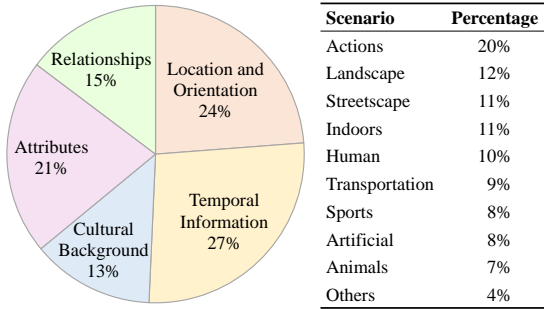 Relationships
15%
Location and
Orientation
24%
Attributes
21%
Temporal
Information
27%
Cultural
Background
13%
Scenario Percentage
Actions 20%
Landscape 12%
Streetscape 11%
Indoors 11%
Human 10%
Transportation 9%
Sports 8%
Artificial 8%
Animals 7%
Others 4%